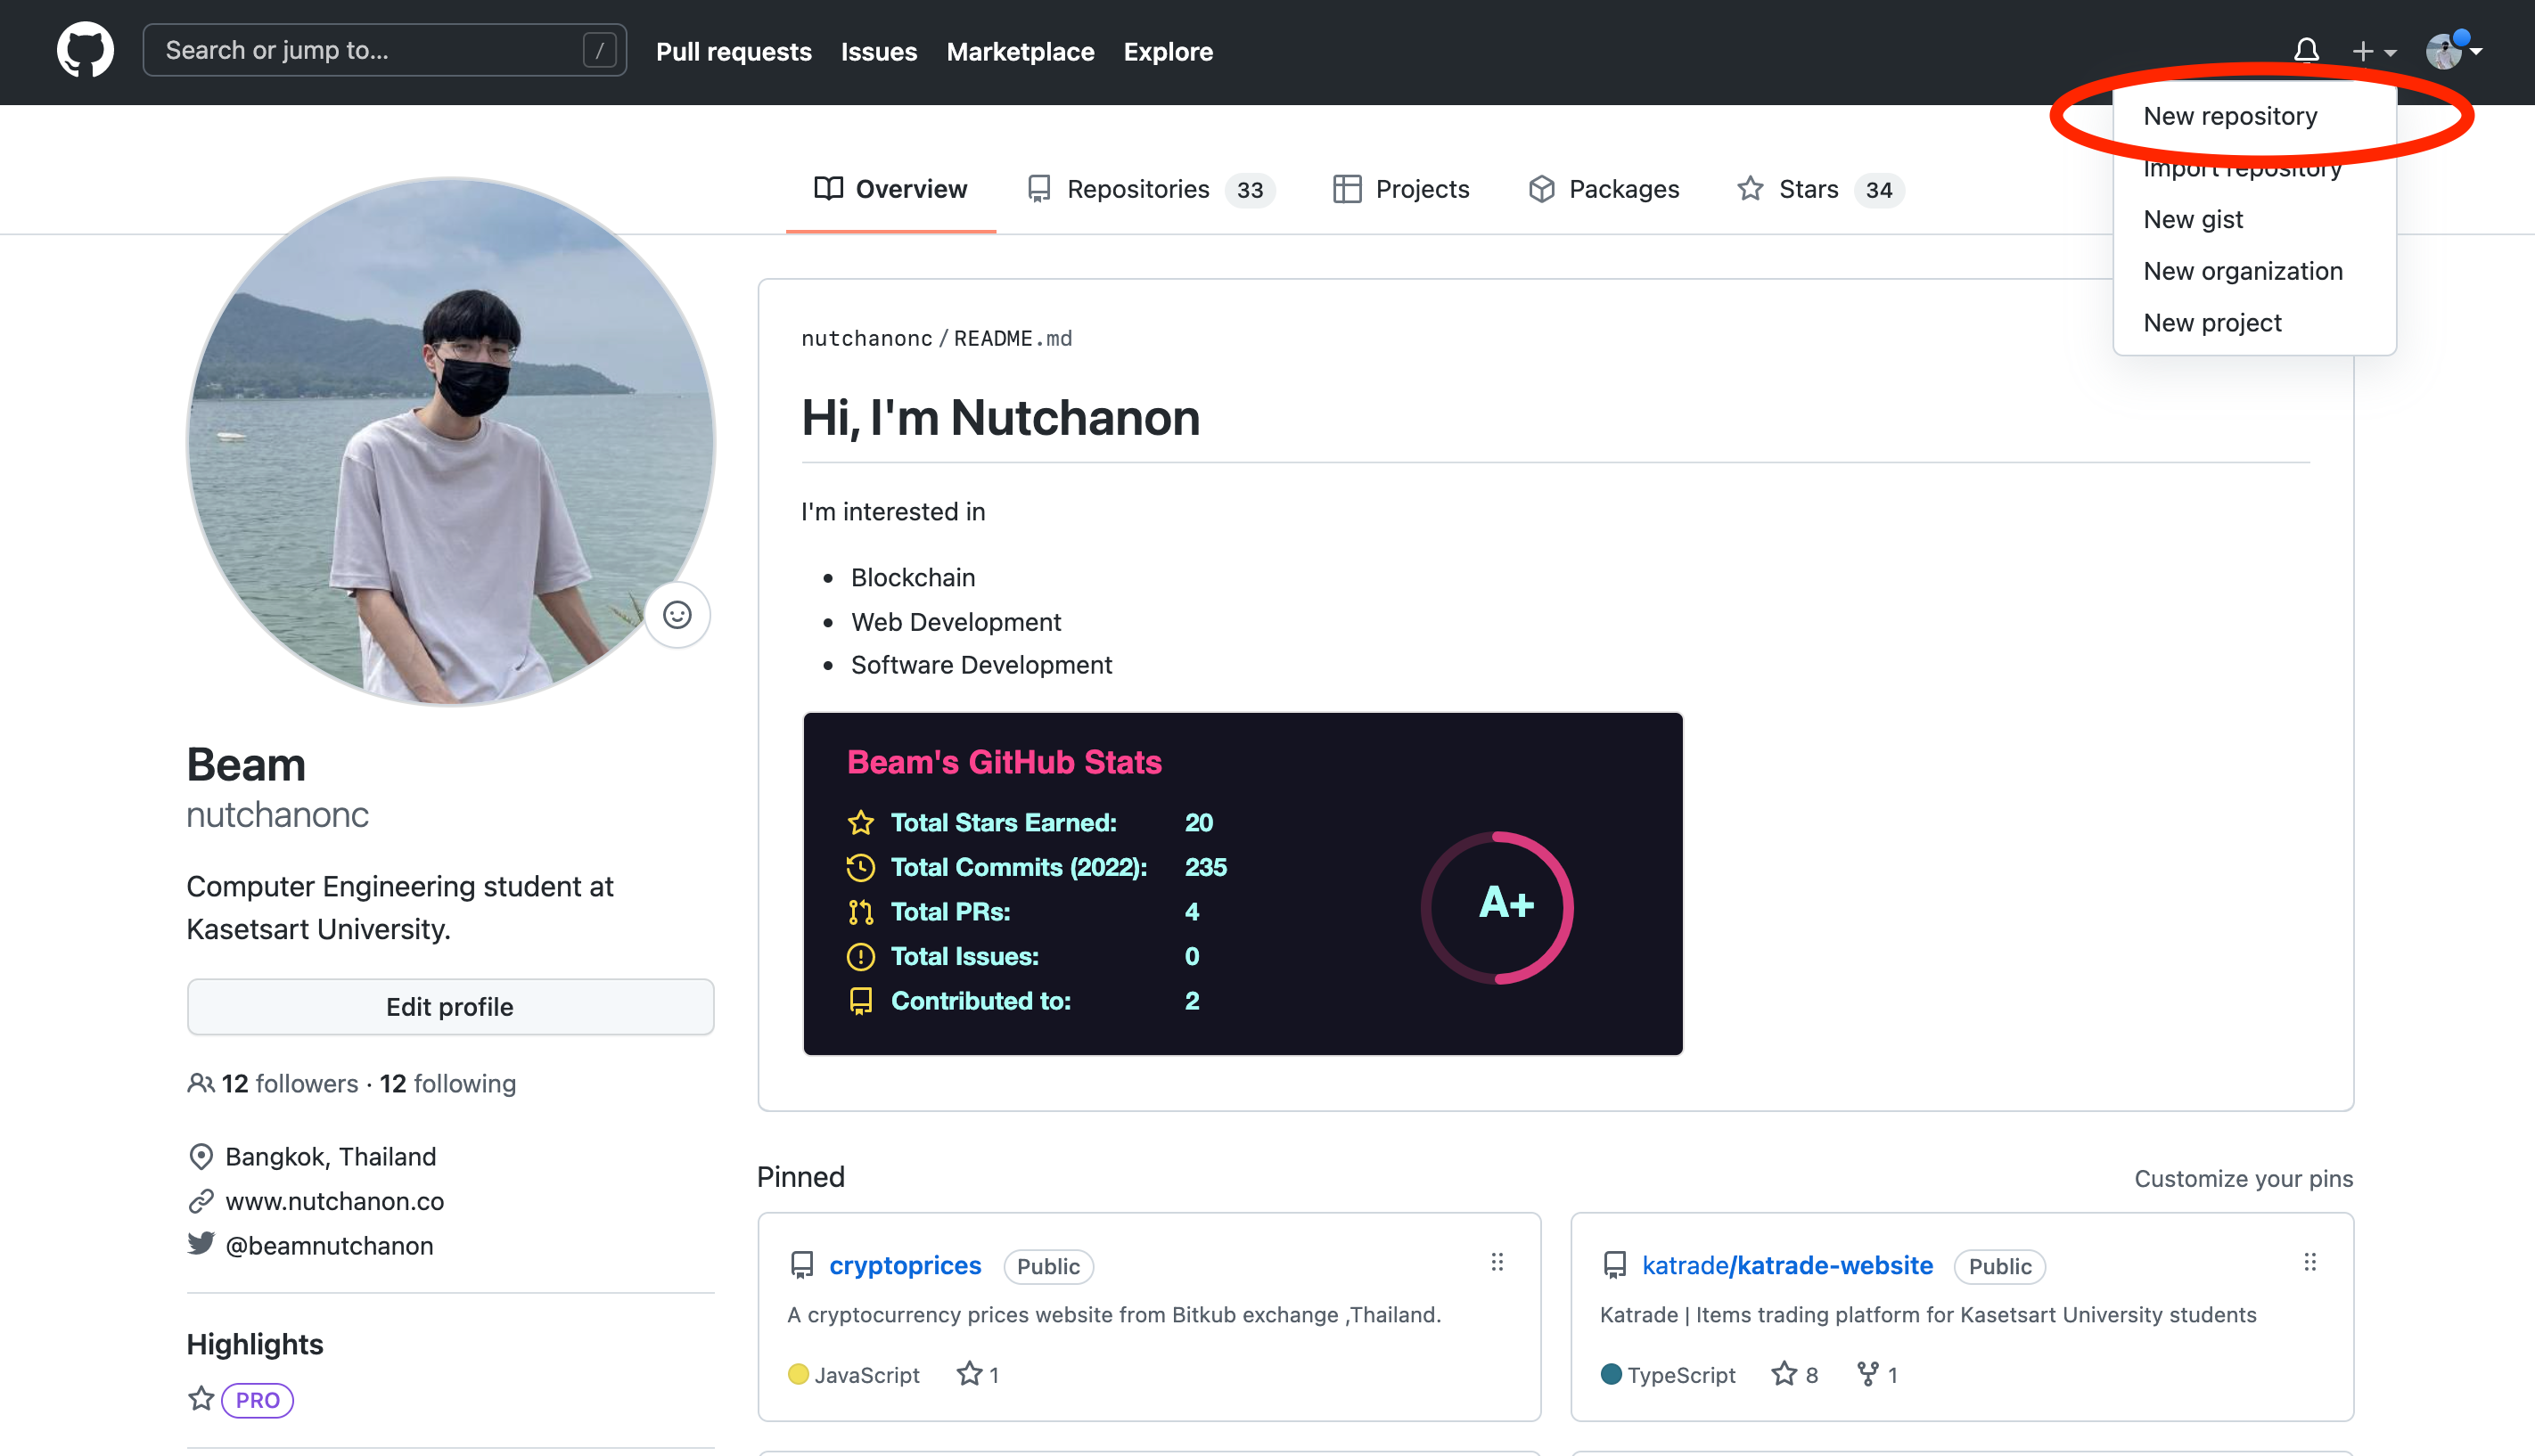 Search or jump to...
/
Pull requests
Issues
Marketplace
Explore
New repository
Import repository
New gist
New organization
New project
Overview
Repositories 33
Projects
Packages
Stars 34
Beam
nutchanonc
Computer Engineering student at
Kasetsart University.
Edit profile
12 followers · 12 following
Bangkok, Thailand
www.nutchanon.co
@beamnutchanon
Highlights
PRO
nutchanonc / README.md
Hi, I'm Nutchanon
I'm interested in
• Blockchain
• Web Development
• Software Development
Beam's GitHub Stats
Total Stars Earned: 20
Total Commits (2022): 235
Total PRs: 4
Total Issues: 0
Contributed to: 2
A+
Pinned
Customize your pins
cryptoprices Public
A cryptocurrency prices website from Bitkub exchange ,Thailand.
JavaScript 1
katrade/katrade-website Public
Katrade | Items trading platform for Kasetsart University students
TypeScript 8 1